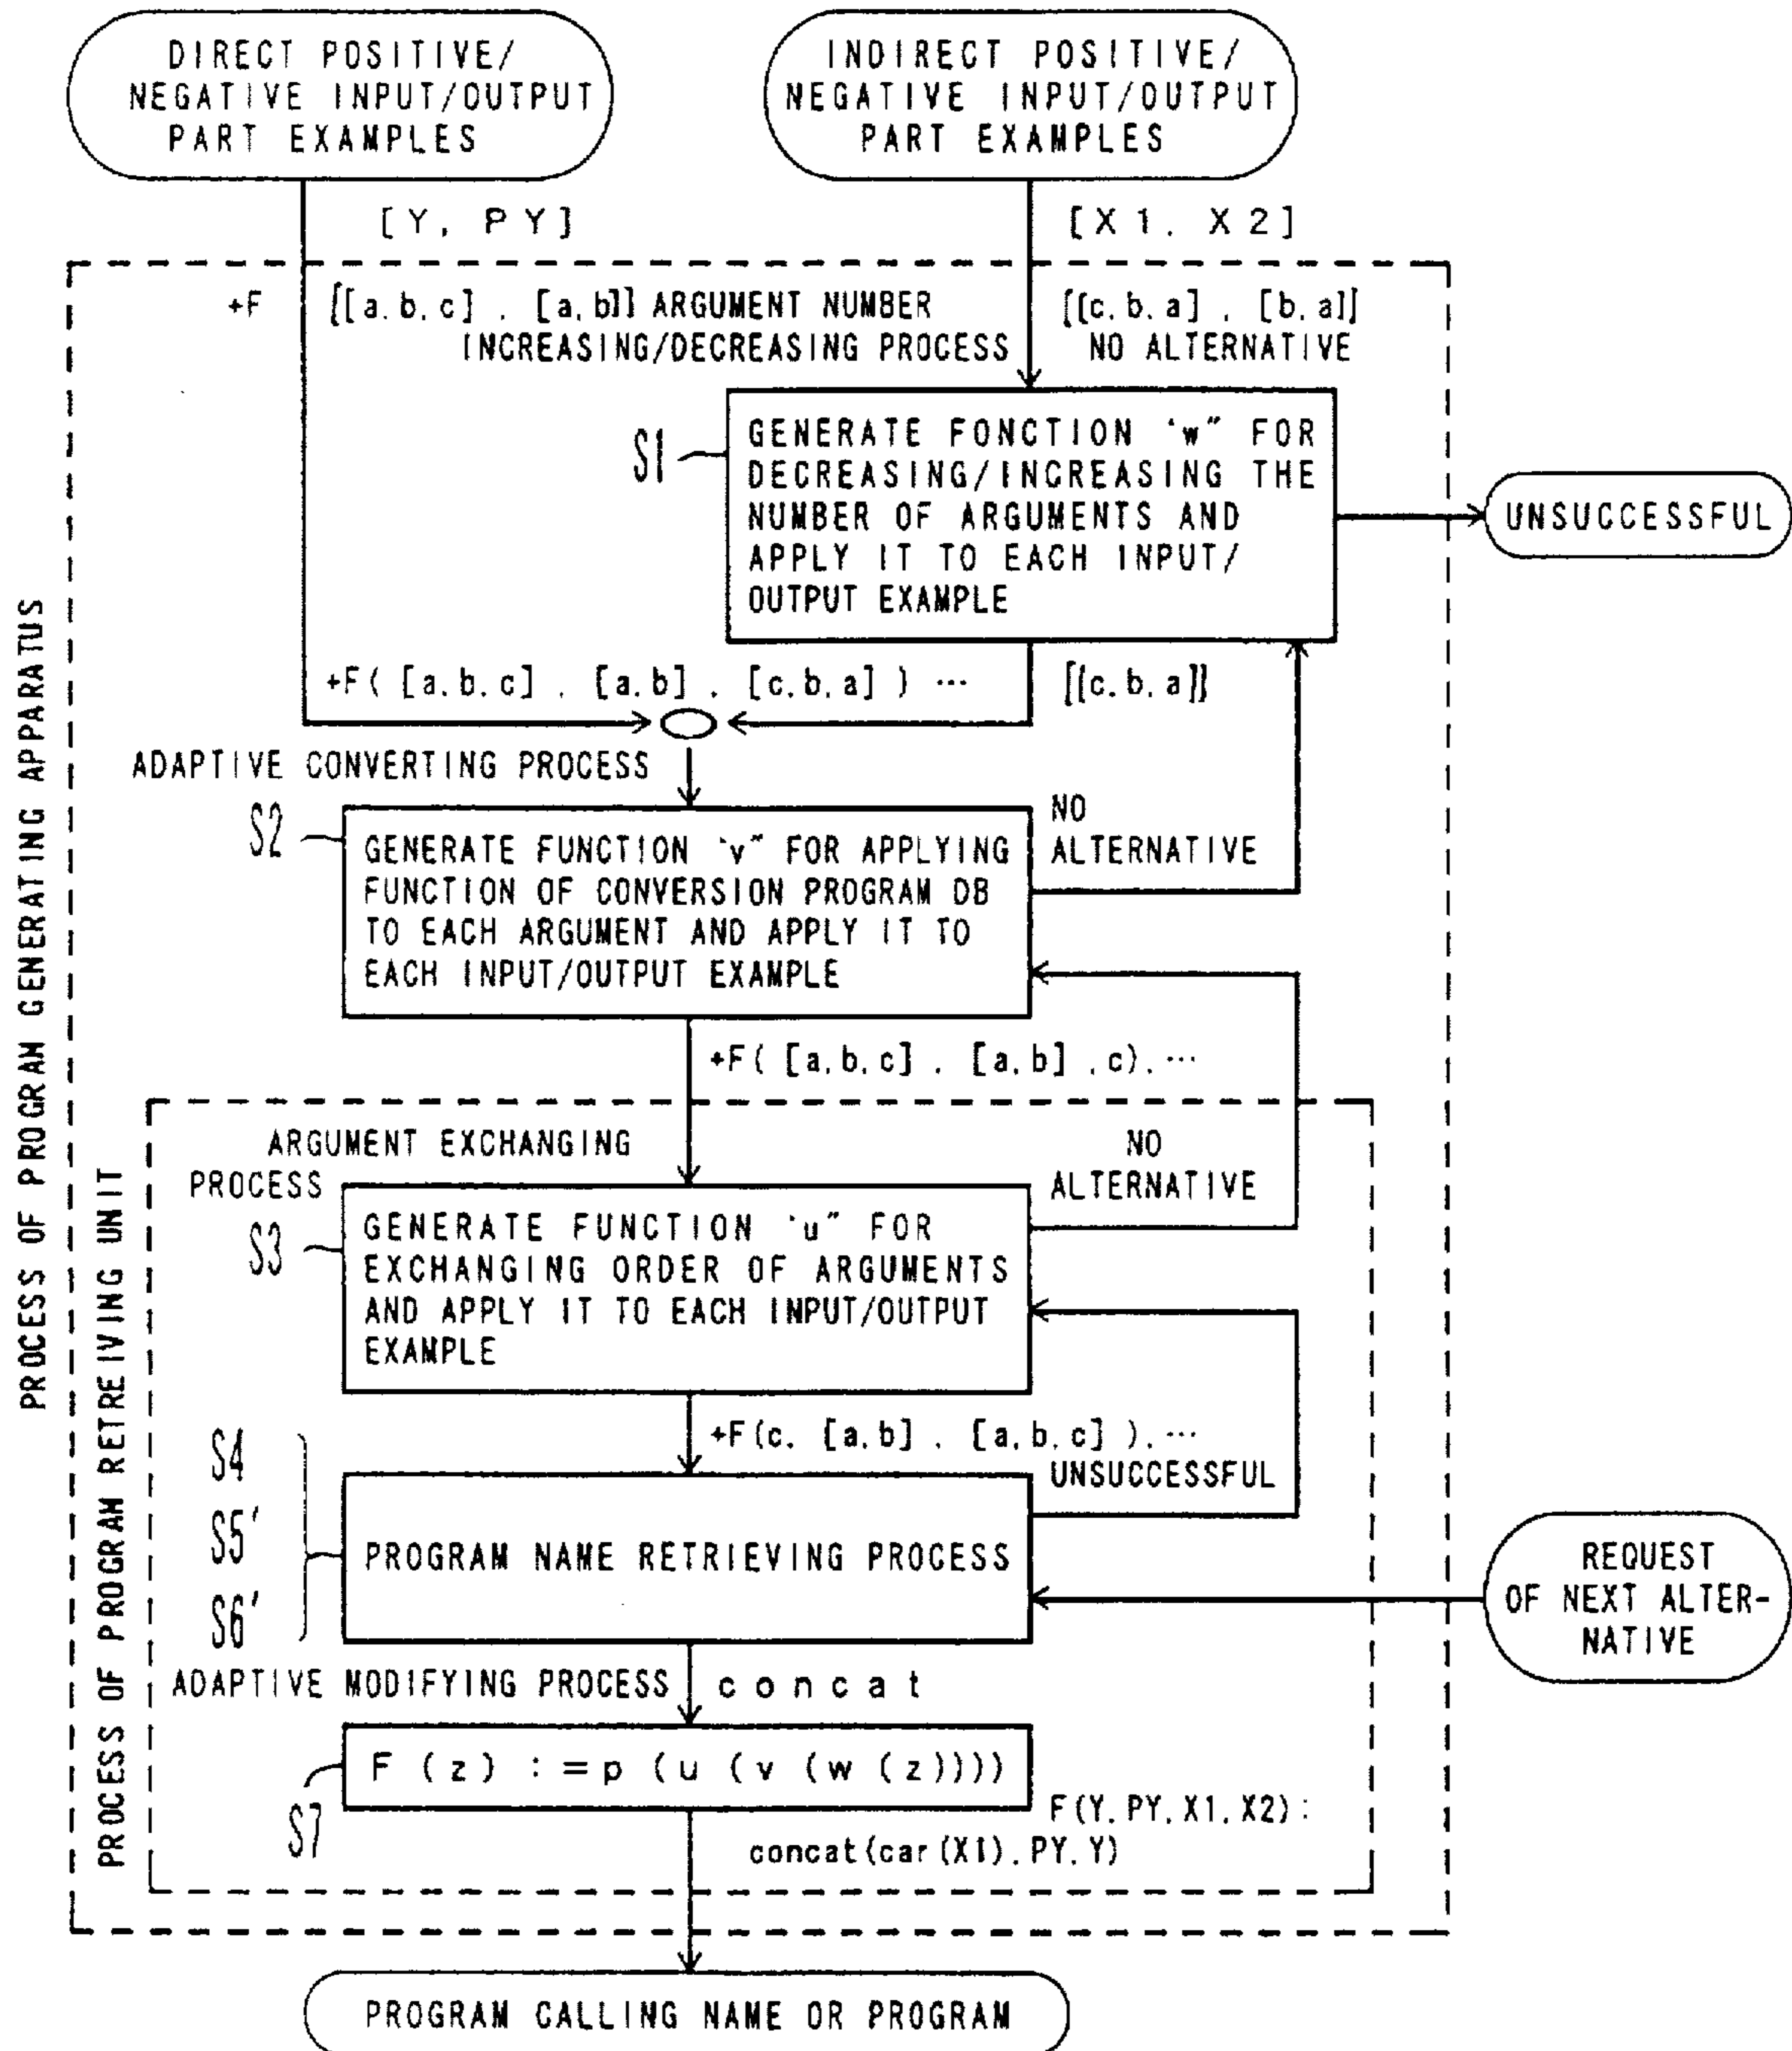 DIRECT POSITIVE/
NEGATIVE INPUT/OUTPUT
PART EXAMPLES
INDIRECT POSITIVE/
NEGATIVE INPUT/OUTPUT
PART EXAMPLES
[Y, PY]
[X1. X2]
+F
[[a.b.c] . [a,b]] ARGUMENT NUMBER
INCREASING/DECREASING PROCESS
[[c.b.a] . [b.a]]
NO ALTERNATIVE
S1
GENERATE FONCTION 'w" FOR
DECREASING/INCREASING THE
NUMBER OF ARGUMENTS AND
APPLY IT TO EACH INPUT/
OUTPUT EXAMPLE
UNSUCCESSFUL
+F( [a.b.c] . [a.b] . [c.b.a] ) ...
[[c.b.a]]
ADAPTIVE CONVERTING PROCESS
S2
GENERATE FUNCTION 'v" FOR APPLYING
FUNCTION OF CONVERSION PROGRAM DB
TO EACH ARGUMENT AND APPLY IT TO
EACH INPUT/OUTPUT EXAMPLE
NO
ALTERNATIVE
+F( [a,b,c] . [a,b] ,c). ...
ARGUMENT EXCHANGING
PROCESS
NO
ALTERNATIVE
S3
GENERATE FUNCTION 'u" FOR
EXCHANGING ORDER OF ARGUMENTS
AND APPLY IT TO EACH INPUT/OUTPUT
EXAMPLE
+F(c. [a,b] . [a,b,c] ). ...
UNSUCCESSFUL
S4
S5'
S6'
PROGRAM NAME RETRIEVING PROCESS
REQUEST
OF NEXT ALTER-
NATIVE
ADAPTIVE MODIFYING PROCESS
concat
F (z) :=p (u (v (w (z))))
S7
F(Y, PY, X1, X2) :
concat(car(X1). PY. Y)
PROGRAM CALLING NAME OR PROGRAM
PROCESS OF PROGRAM GENERATING APPARATUS
PROCESS OF PROGRAM RETREIVING UNIT